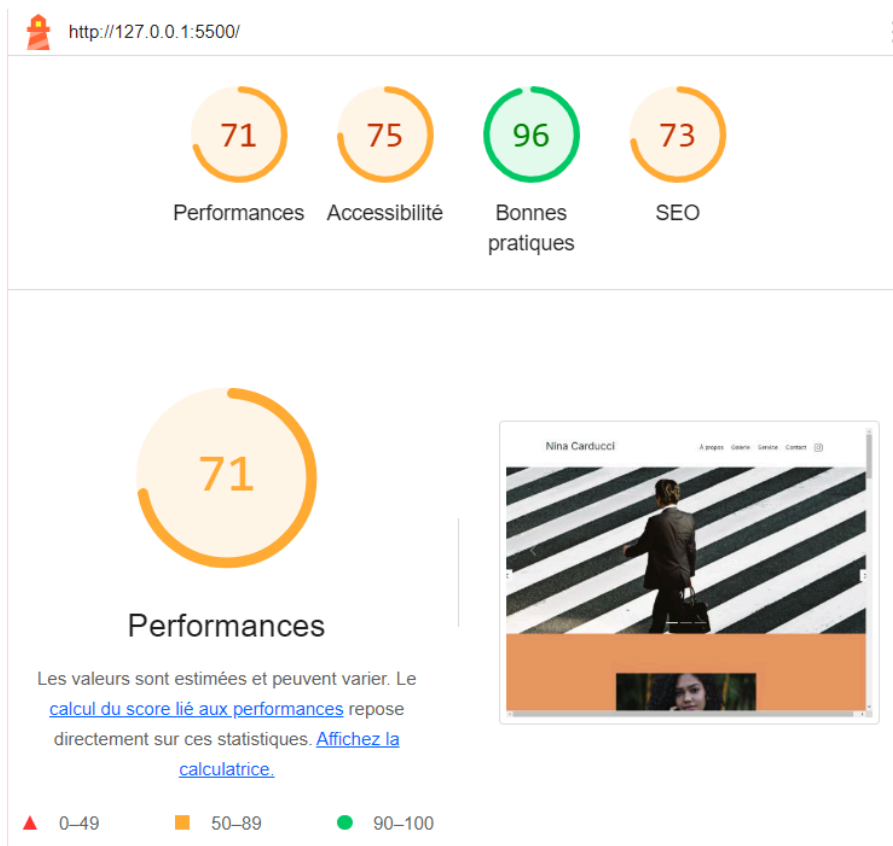 http://127.0.0.1:5500/
71
75
96
73
Performances
Accessibilité
Bonnes
pratiques
SEO
71
Performances
Les valeurs sont estimées et peuvent varier. Le
calcul du score lié aux performances repose
directement sur ces statistiques. Affichez la
calculatrice.
0–49
50–89
90–100
Nina Carducci
À propos
Galerie
Service
Contact